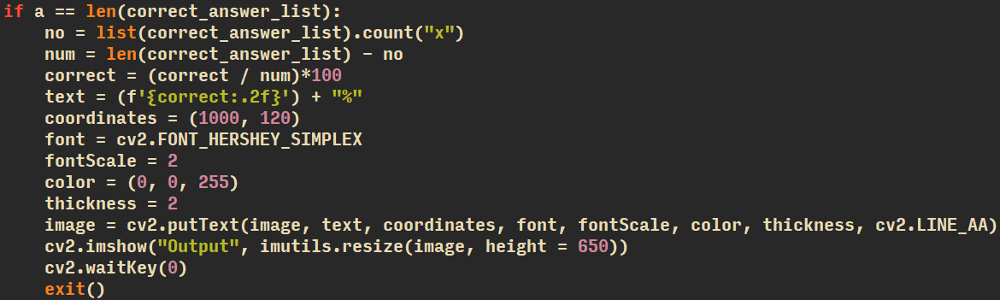 if a == len(correct_answer_list):
    no = list(correct_answer_list).count("x")
    num = len(correct_answer_list) - no
    correct = (correct / num)*100
    text = (f'{correct:.2f}') + "%"
    coordinates = (1000, 120)
    font = cv2.FONT_HERSHEY_SIMPLEX
    fontScale = 2
    color = (0, 0, 255)
    thickness = 2
    image = cv2.putText(image, text, coordinates, font, fontScale, color, thickness, cv2.LINE_AA)
    cv2.imshow("Output", imutils.resize(image, height = 650))
    cv2.waitKey(0)
    exit()